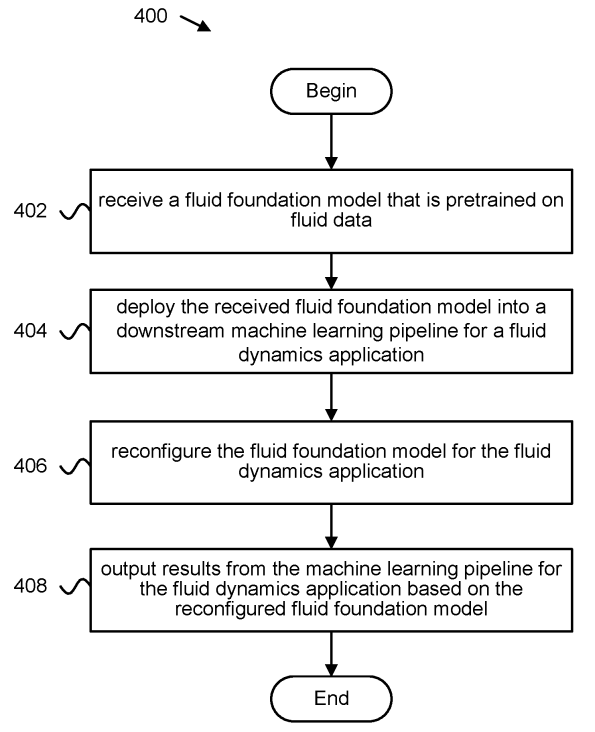 400
Begin
402
receive a fluid foundation model that is pretrained on
fluid data
404
deploy the received fluid foundation model into a
downstream machine learning pipeline for a fluid
dynamics application
406
reconfigure the fluid foundation model for the fluid
dynamics application
408
output results from the machine learning pipeline for
the fluid dynamics application based on the
reconfigured fluid foundation model
End